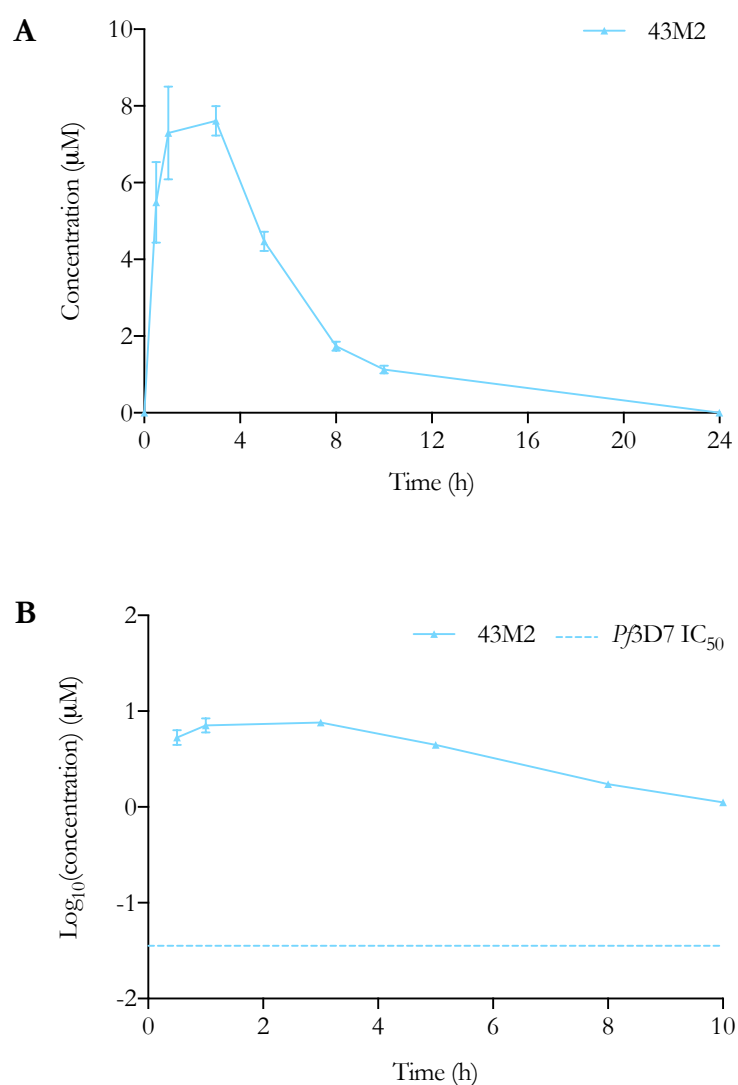 A
43M2
10
8
6
4
2
0
Concentration (µM)
0 4 8 12 16 20 24
Time (h)
B
43M2 Pf3D7 IC50
2
1
0
-1
-2
Log10(concentration) (µM)
0 2 4 6 8 10
Time (h)